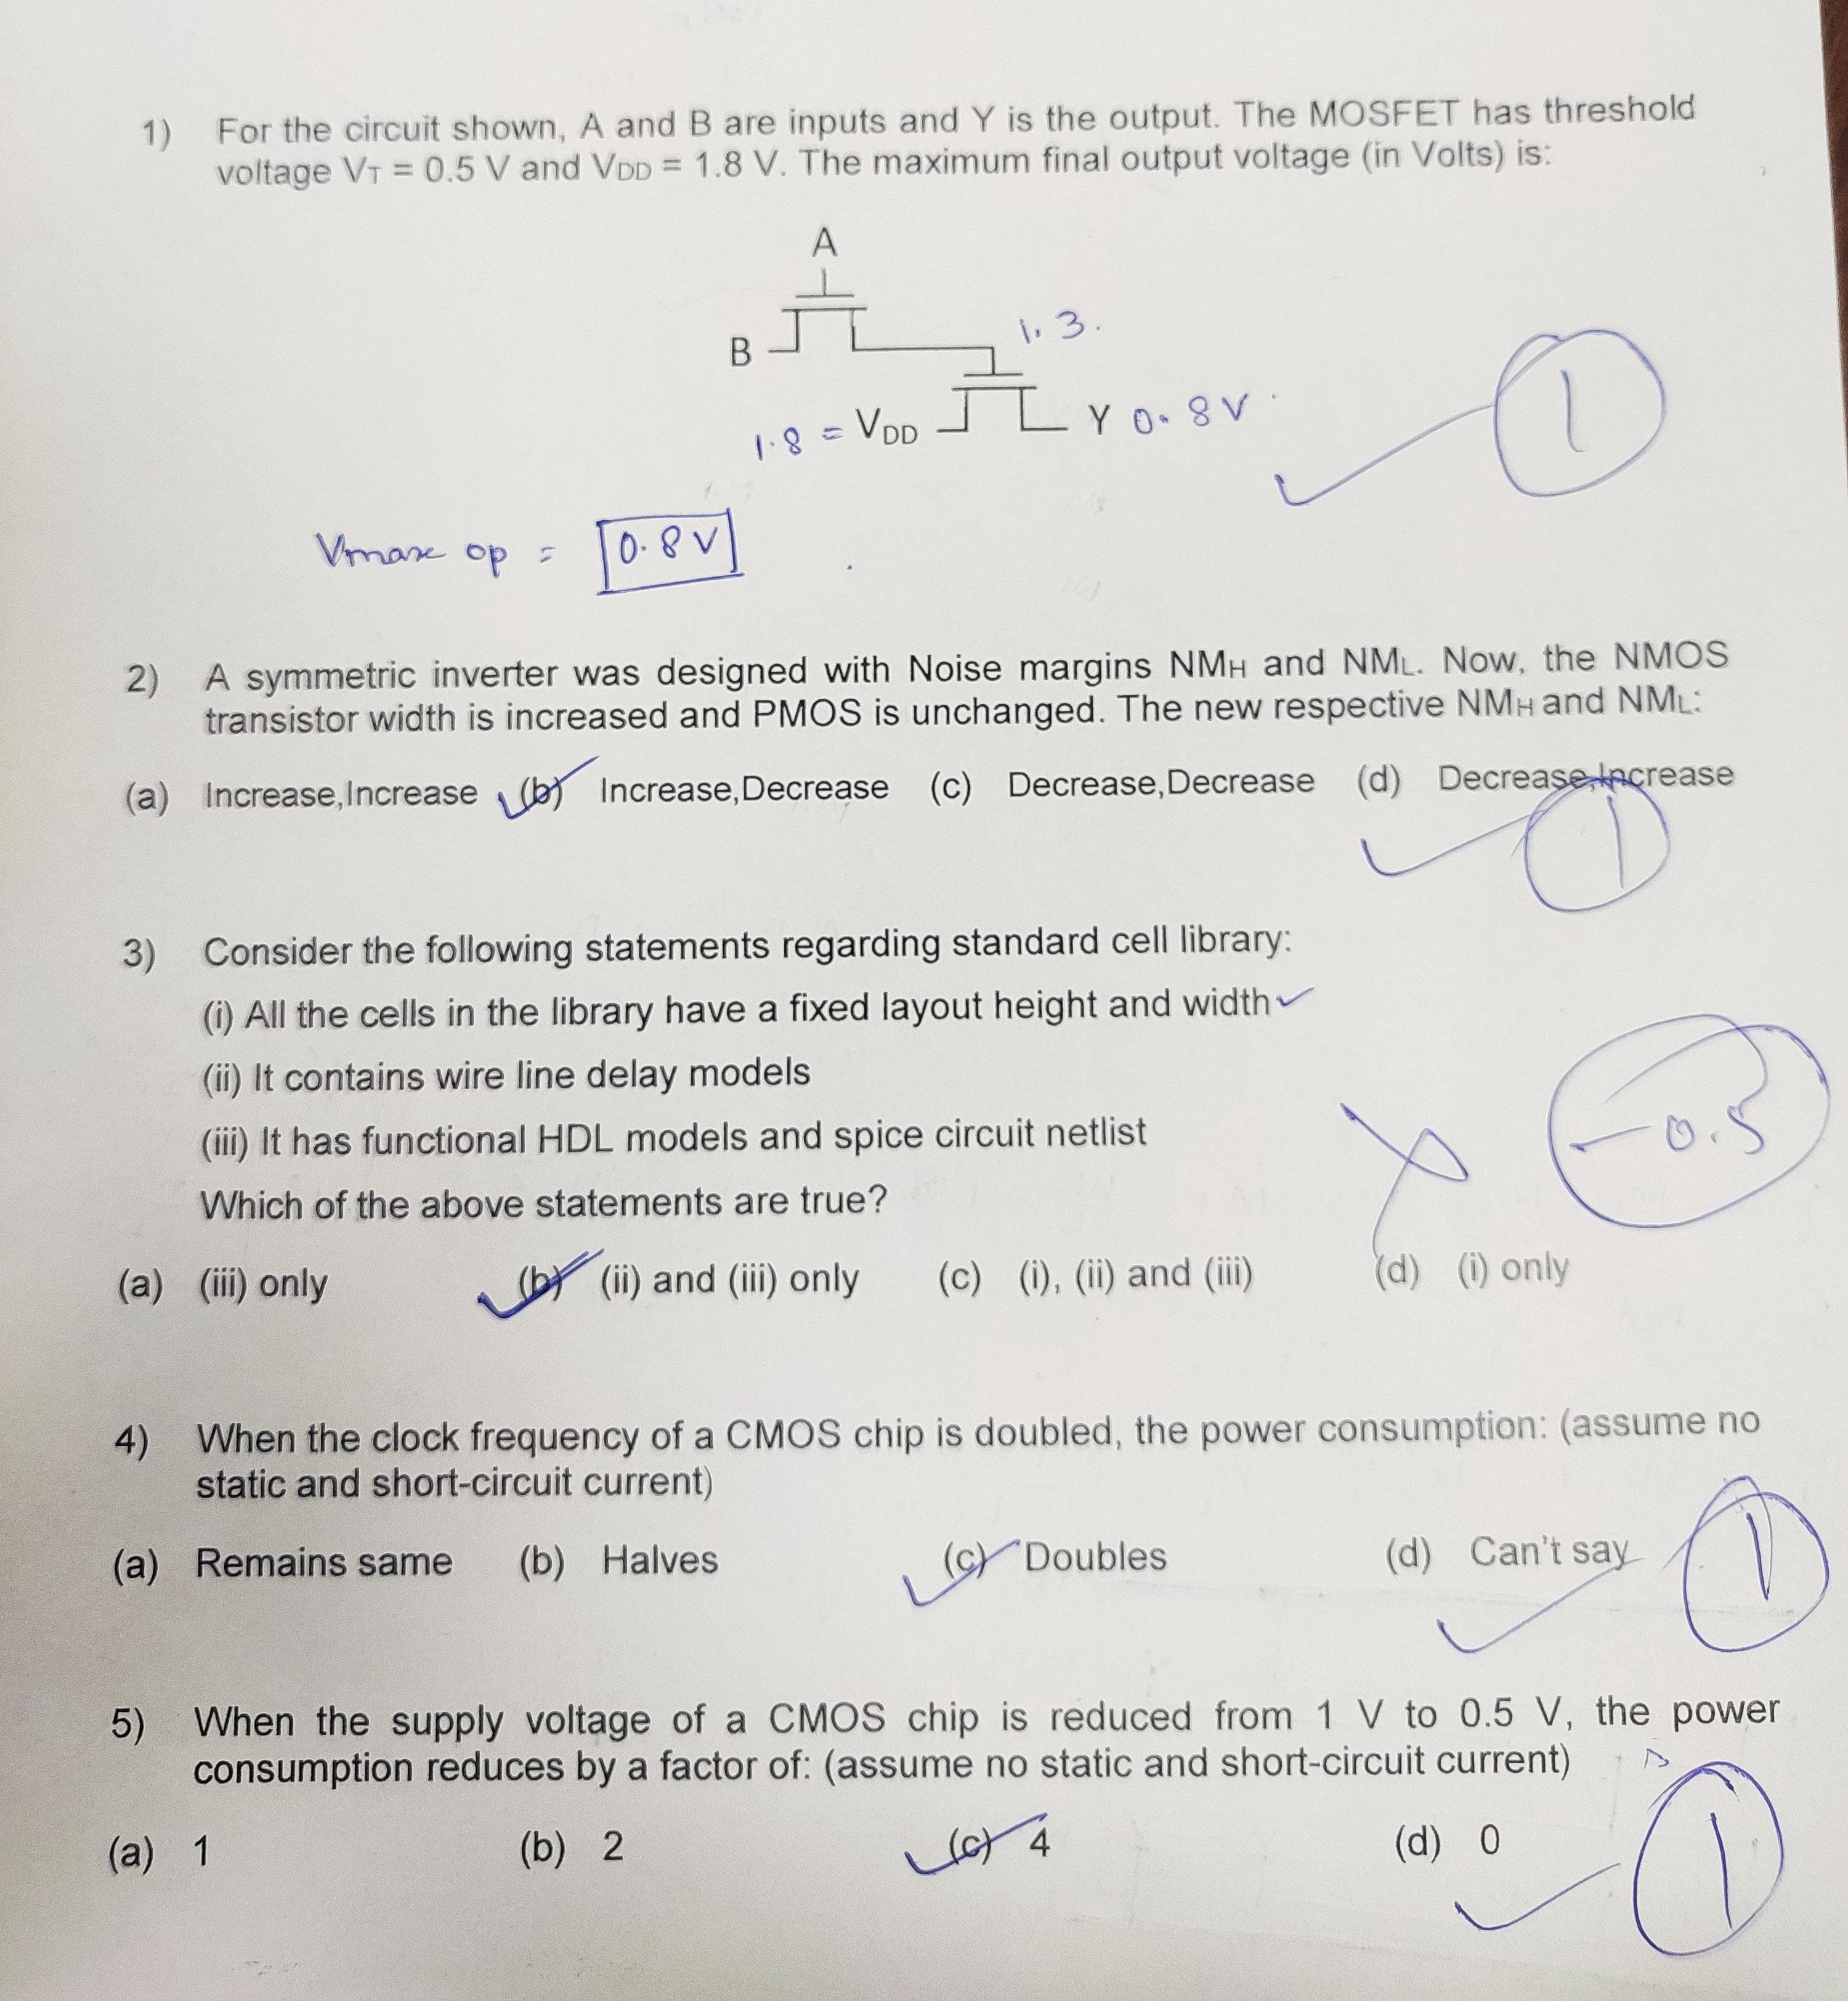 1) For the circuit shown, A and B are inputs and Y is the output. The MOSFET has threshold
voltage VT = 0.5 V and VDD = 1.8 V. The maximum final output voltage (in Volts) is:
A
B
1.3.
1.8 = VDD
Y 0.8V
1
Vmax op = 0.8V
2) A symmetric inverter was designed with Noise margins NMH and NML. Now, the NMOS
transistor width is increased and PMOS is unchanged. The new respective NMH and NML:
(a) Increase,Increase (b) Increase,Decrease (c) Decrease,Decrease (d) Decrease,Increase
1
3) Consider the following statements regarding standard cell library:
(i) All the cells in the library have a fixed layout height and width
(ii) It contains wire line delay models
(iii) It has functional HDL models and spice circuit netlist
-0.5
Which of the above statements are true?
(a) (iii) only (b) (ii) and (iii) only (c) (i), (ii) and (iii) (d) (i) only
4) When the clock frequency of a CMOS chip is doubled, the power consumption: (assume no
static and short-circuit current)
(a) Remains same (b) Halves (c) Doubles (d) Can't say
1
5) When the supply voltage of a CMOS chip is reduced from 1 V to 0.5 V, the power
consumption reduces by a factor of: (assume no static and short-circuit current)
(a) 1 (b) 2 (c) 4 (d) 0
1